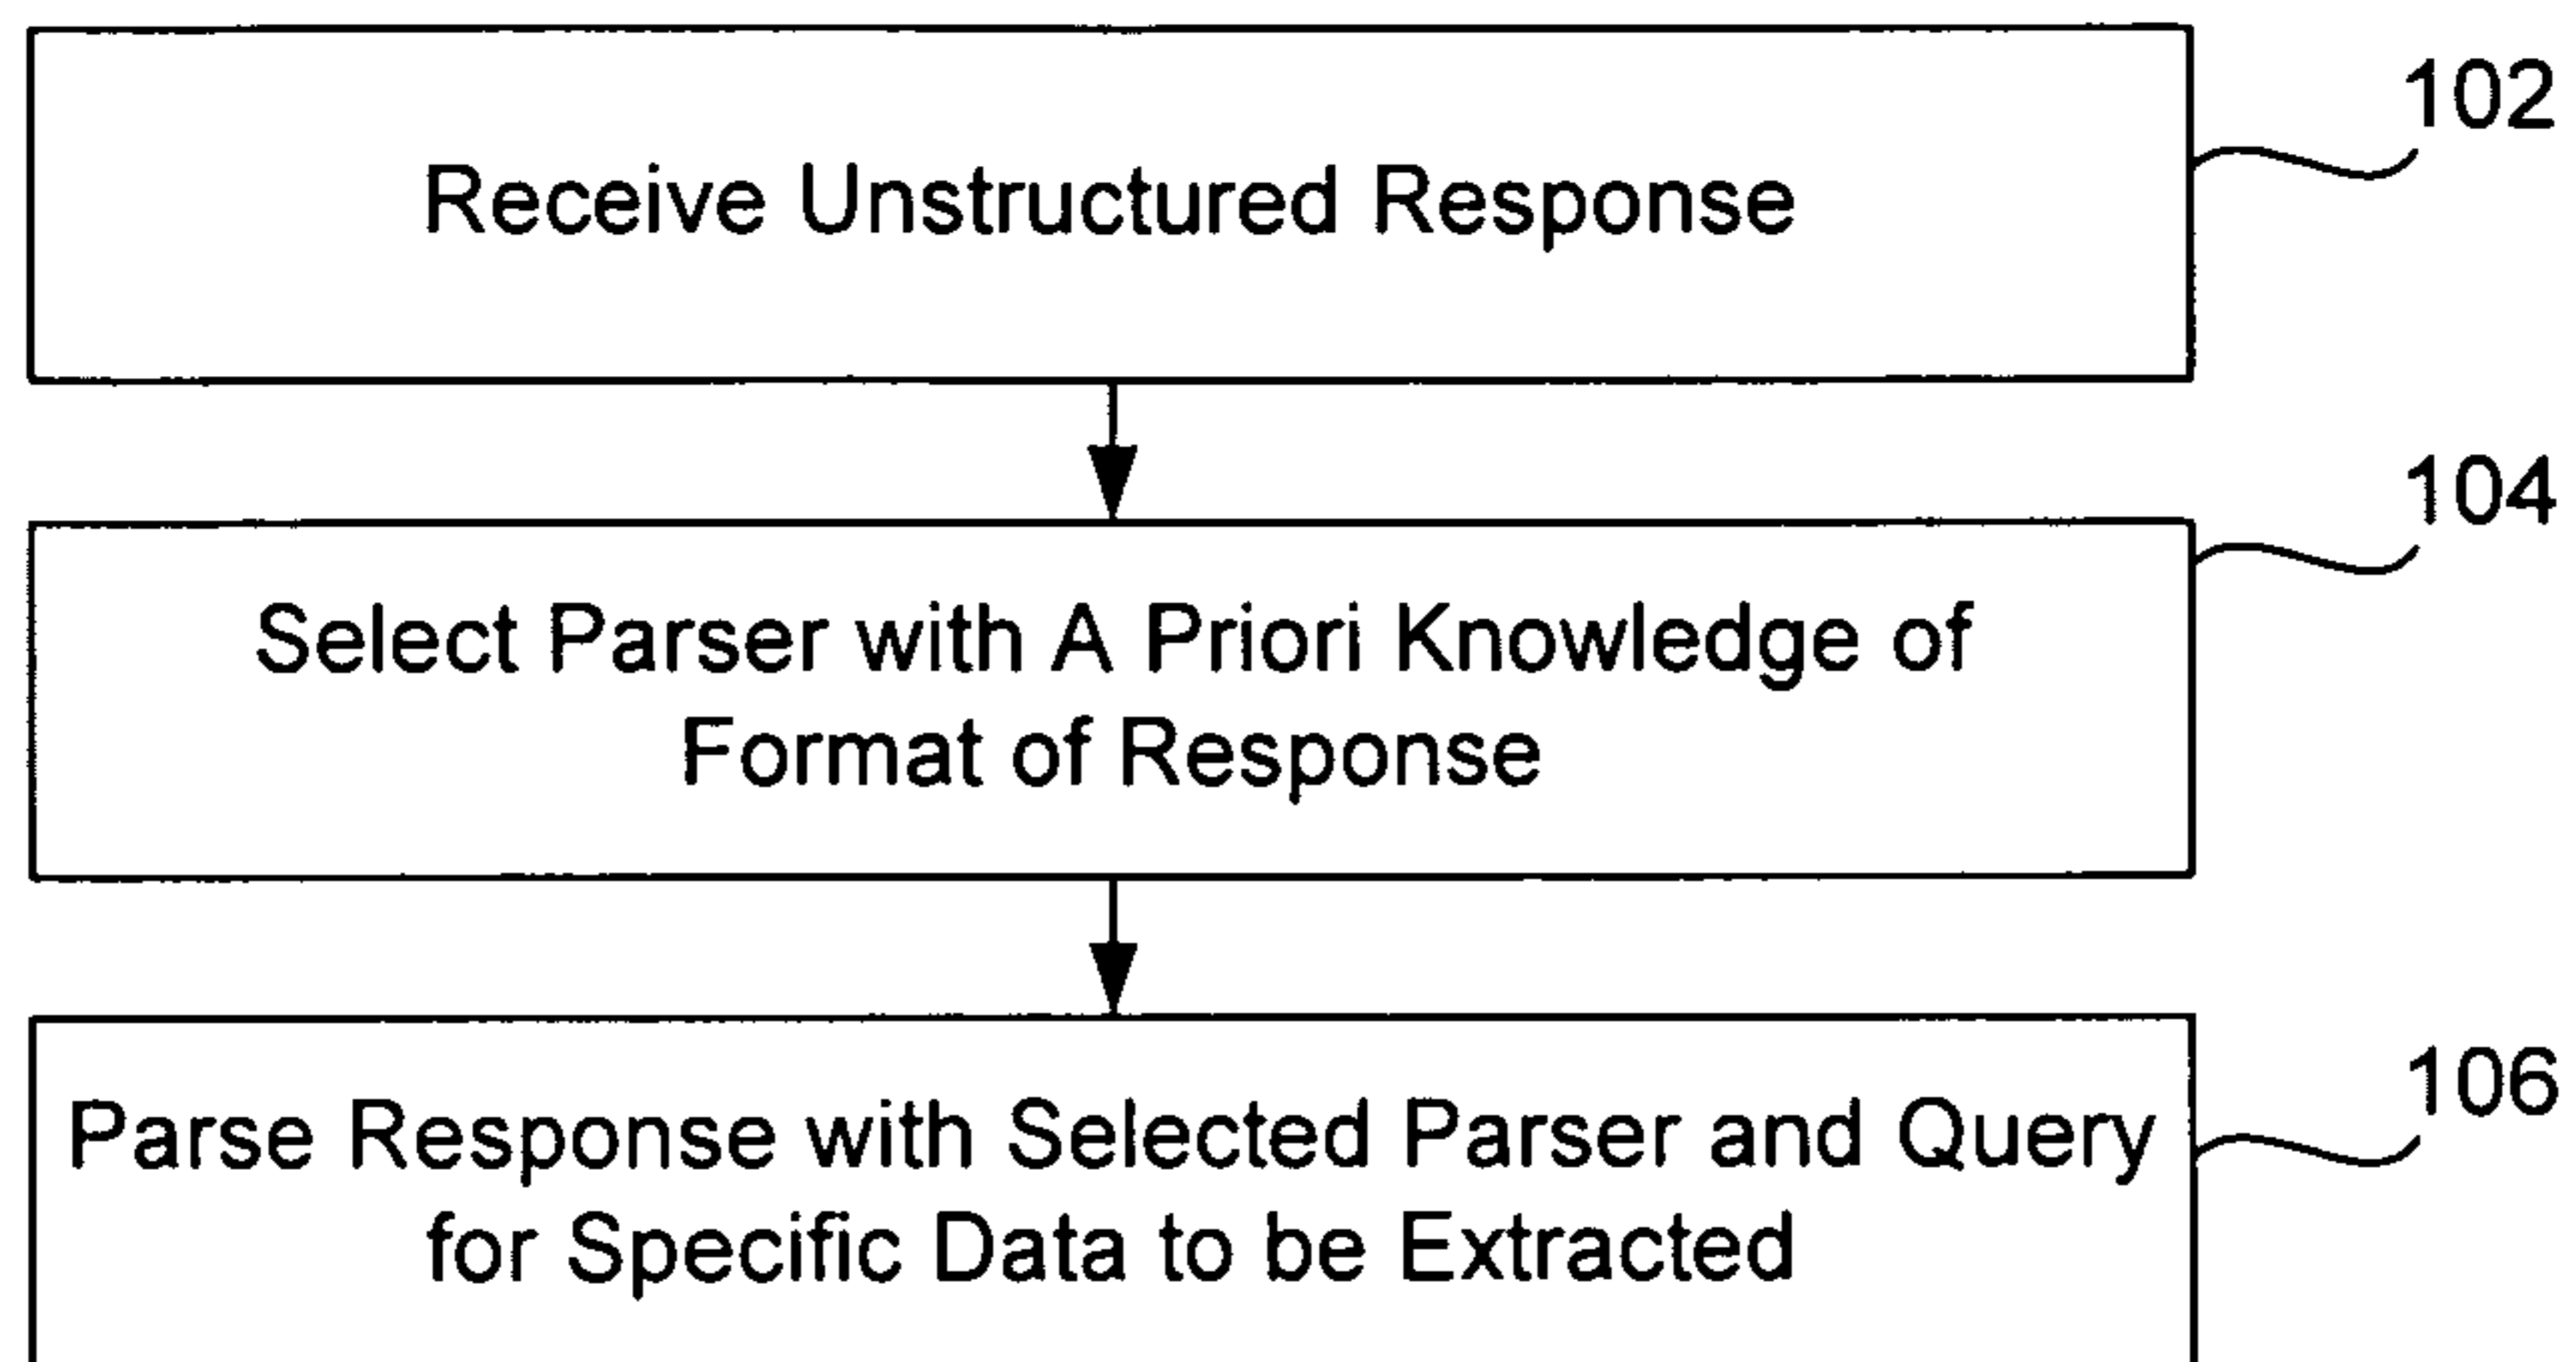 102
Receive Unstructured Response
104
Select Parser with A Priori Knowledge of
Format of Response
106
Parse Response with Selected Parser and Query
for Specific Data to be Extracted